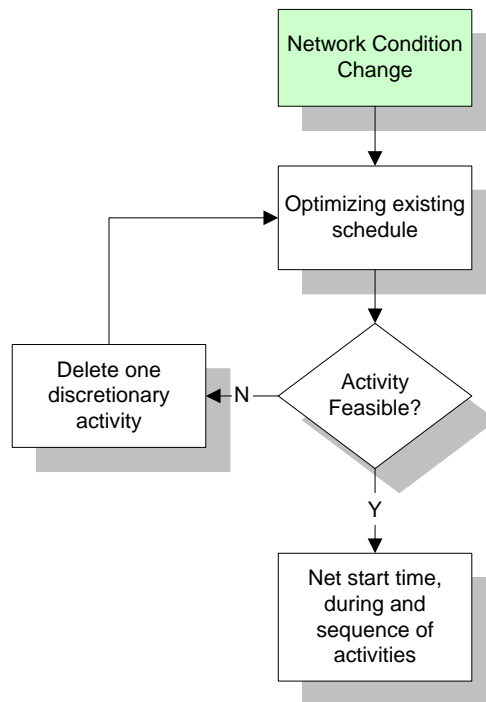 Network Condition
Change
Optimizing existing
schedule
Delete one
discretionary
activity
N
Activity
Feasible?
Y
Net start time,
during and
sequence of
activities